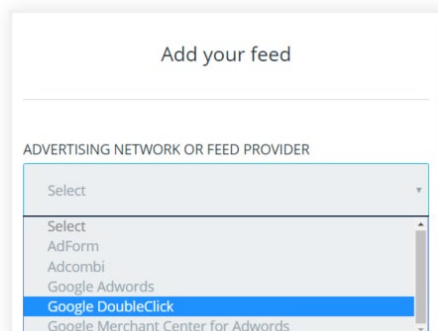 Add your feed
ADVERTISING NETWORK OR FEED PROVIDER
Select
Select
AdForm
Adcombi
Google Adwords
Google DoubleClick
Google Merchant Center for Adwords